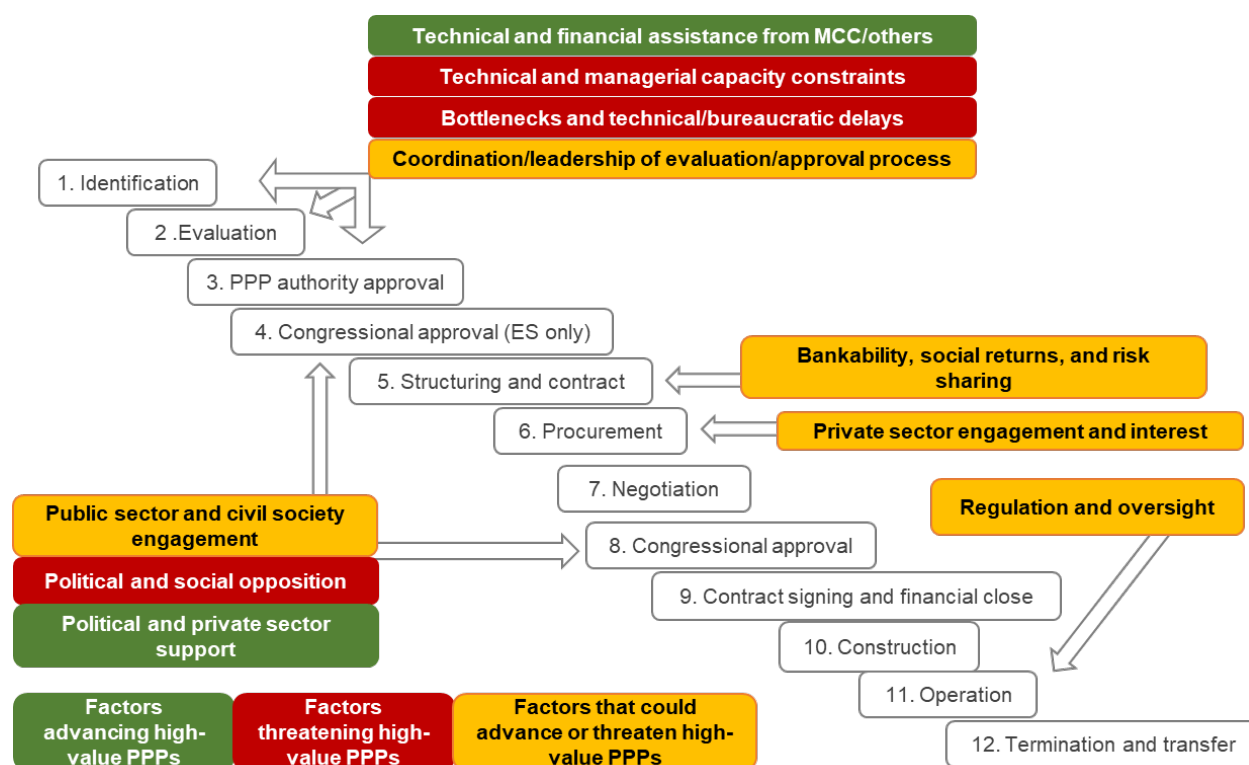 Technical and financial assistance from MCC/others
Technical and managerial capacity constraints
Bottlenecks and technical/bureaucratic delays
Coordination/leadership of evaluation/approval process
1. Identification
2 .Evaluation
3. PPP authority approval
4. Congressional approval (ES only)
Bankability, social returns, and risk
sharing
5. Structuring and contract
6. Procurement
Private sector engagement and interest
7. Negotiation
Regulation and oversight
Public sector and civil society
engagement
8. Congressional approval
Political and social opposition
9. Contract signing and financial close
Political and private sector
support
10. Construction
11. Operation
12. Termination and transfer
Factors
advancing high-
value PPPs
Factors
threatening high-
value PPPs
Factors that could
advance or threaten high-
value PPPs